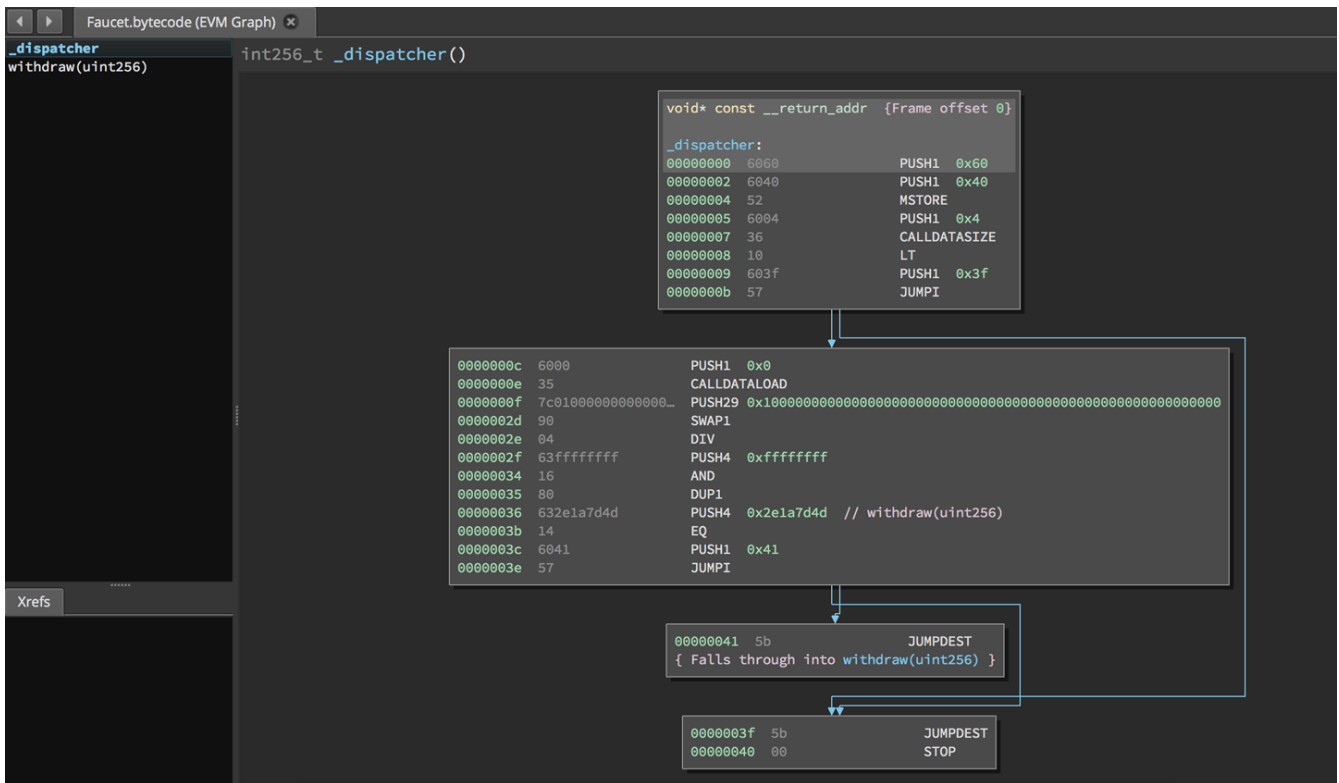 Faucet.bytecode (EVM Graph)
_dispatcher
withdraw(uint256)
int256_t _dispatcher()
void* const __return_addr {Frame offset 0}
_dispatcher:
00000000 6060 PUSH1 0x60
00000002 6040 PUSH1 0x40
00000004 52 MSTORE
00000005 6004 PUSH1 0x4
00000007 36 CALLDATASIZE
00000008 10 LT
00000009 603f PUSH1 0x3f
0000000b 57 JUMPI
0000000c 6000 PUSH1 0x0
0000000e 35 CALLDATALOAD
0000000f 7c01000000000000… PUSH29 0x100000000000000000000000000000000000000000000000000000000
0000002d 90 SWAP1
0000002e 04 DIV
0000002f 63ffffffff PUSH4 0xffffffff
00000034 16 AND
00000035 80 DUP1
00000036 632e1a7d4d PUSH4 0x2e1a7d4d // withdraw(uint256)
0000003b 14 EQ
0000003c 6041 PUSH1 0x41
0000003e 57 JUMPI
Xrefs
00000041 5b JUMPDEST
{ Falls through into withdraw(uint256) }
0000003f 5b JUMPDEST
00000040 00 STOP